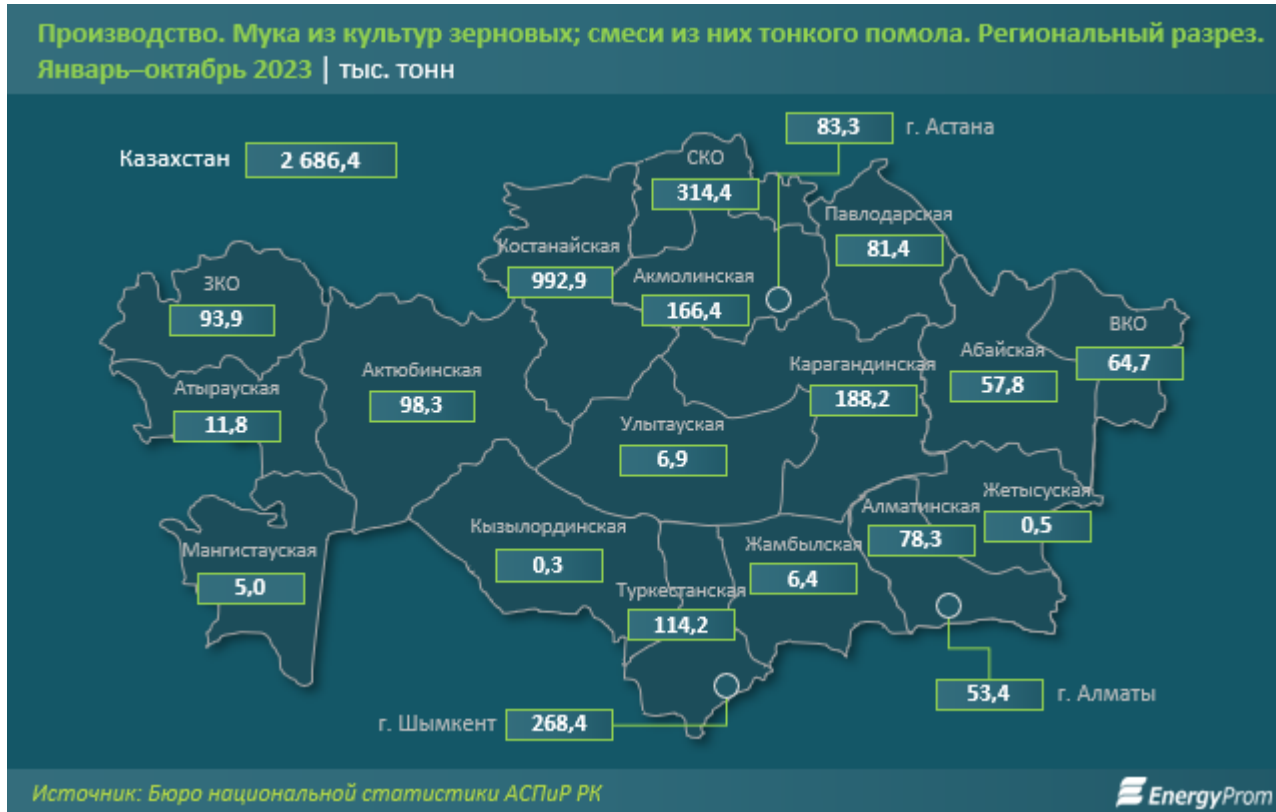 Производство. Мука из культур зерновых; смеси из них тонкого помола. Региональный разрез.
Январь–октябрь 2023 | тыс. тонн
83,3 г. Астана
Казахстан 2 686,4
СКО
314,4
Павлодарская
81,4
Костанайская
992,9
Акмолинская
166,4
ЗКО
93,9
ВКО
64,7
Абайская
57,8
Карагандинская
188,2
Актюбинская
98,3
Атырауская
11,8
Улытауская
6,9
Жетысуская
0,5
Алматинская
78,3
Кызылординская
0,3
Жамбылская
6,4
Мангистауская
5,0
Туркестанская
114,2
53,4 г. Алматы
г. Шымкент 268,4
Источник: Бюро национальной статистики АСПиР РК
EnergyProm